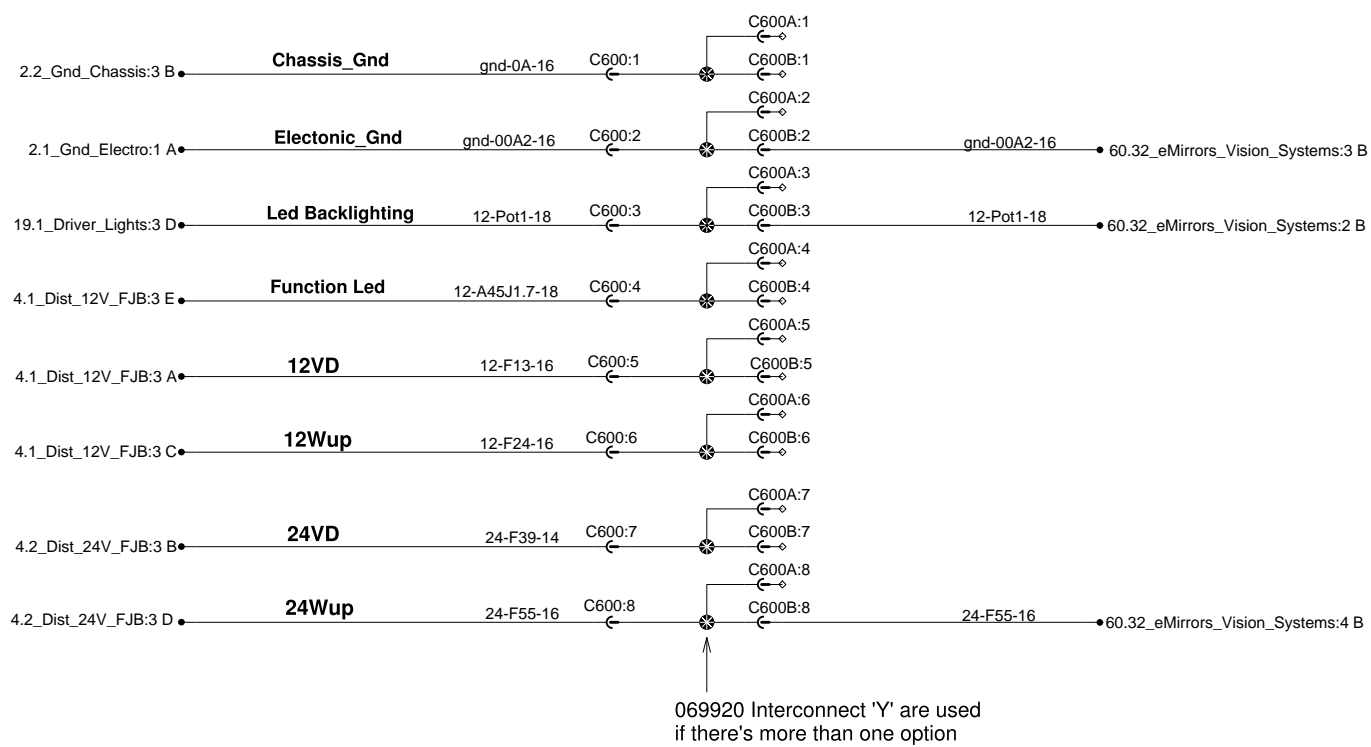 C600A:1
2.2_Gnd_Chassis:3 B Chassis_Gnd gnd-0A-16 C600:1 C600B:1
C600A:2
2.1_Gnd_Electro:1 A Electonic_Gnd gnd-00A2-16 C600:2 C600B:2 gnd-00A2-16 60.32_eMirrors_Vision_Systems:3 B
C600A:3
19.1_Driver_Lights:3 D Led Backlighting 12-Pot1-18 C600:3 C600B:3 12-Pot1-18 60.32_eMirrors_Vision_Systems:2 B
C600A:4
4.1_Dist_12V_FJB:3 E Function Led 12-A45J1.7-18 C600:4 C600B:4
C600A:5
4.1_Dist_12V_FJB:3 A 12VD 12-F13-16 C600:5 C600B:5
C600A:6
4.1_Dist_12V_FJB:3 C 12Wup 12-F24-16 C600:6 C600B:6
C600A:7
4.2_Dist_24V_FJB:3 B 24VD 24-F39-14 C600:7 C600B:7
C600A:8
4.2_Dist_24V_FJB:3 D 24Wup 24-F55-16 C600:8 C600B:8 24-F55-16 60.32_eMirrors_Vision_Systems:4 B
069920 Interconnect 'Y' are used
if there's more than one option